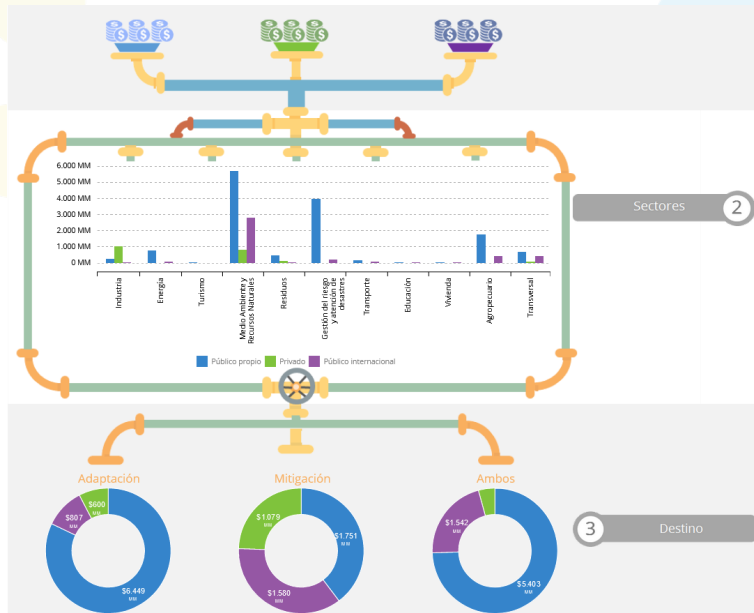 $ $ $
$ $ $
$ $ $
$ $ $
$ $ $
$ $ $
6.000 MM
5.000 MM
4.000 MM
3.000 MM
2.000 MM
1.000 MM
0 MM
Industria
Energía
Turismo
Medio Ambiente y
Recursos Naturales
Residuos
Gestión del riesgo
y atención de
desastres
Transporte
Educación
Vivienda
Agropecuario
Transversal
Público propio
Privado
Público internacional
Sectores
2
Adaptación
$807
MM
$600
MM
$6.449
MM
Mitigación
$1.079
MM
$1.751
MM
$1.580
MM
Ambos
$1.542
MM
$5.403
MM
3
Destino